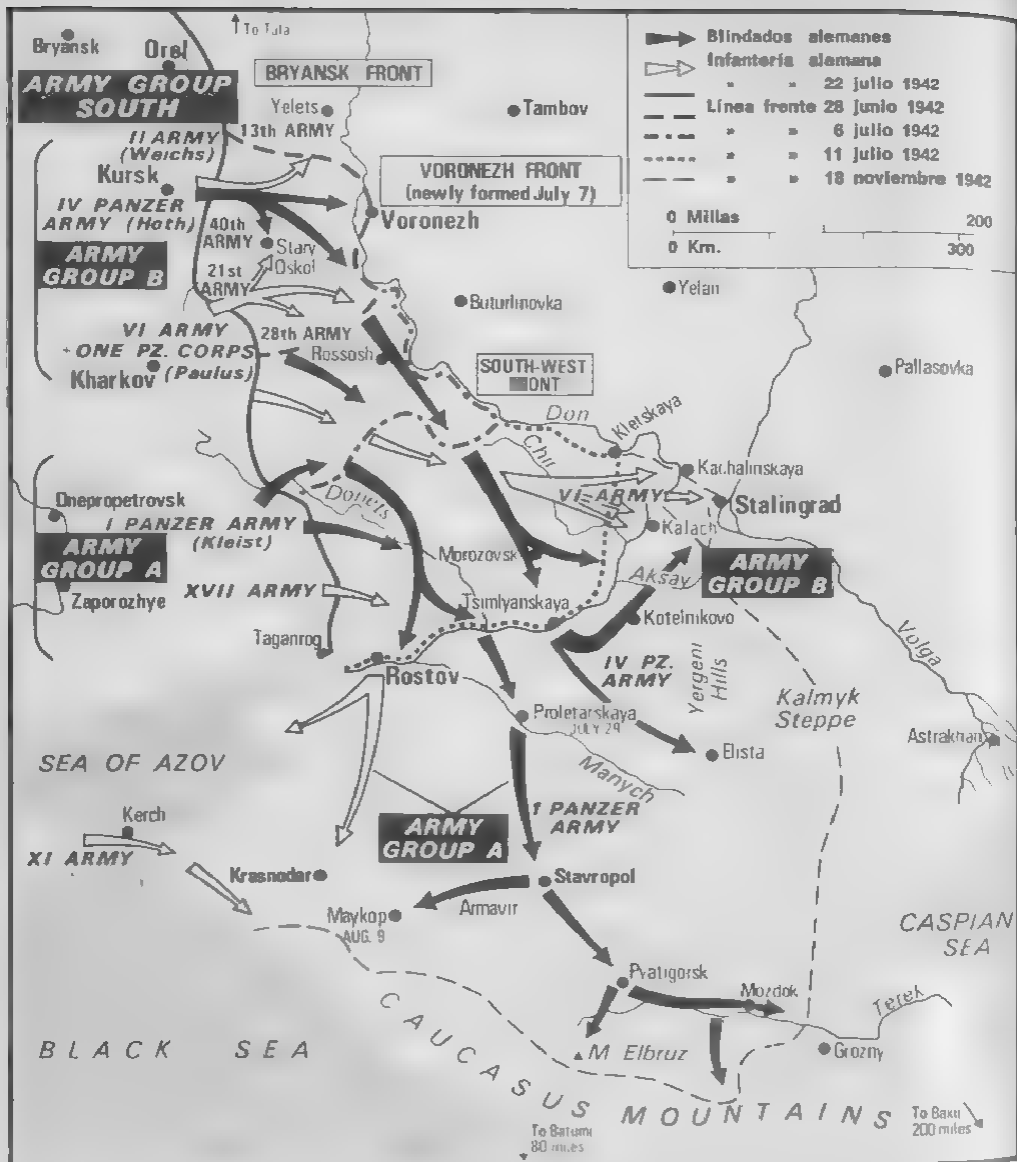 To Tula
Bryansk
Orel
ARMY GROUP
SOUTH
BRYANSK FRONT
Yelets
13th ARMY
Tambov
II ARMY
(Weichs)
Kursk
IV PANZER
ARMY (Hoth)
ARMY
GROUP B
40th
ARMY
Stary
Oskol
21st
ARMY
VORONEZH FRONT
(newly formed July 7)
Voronezh
Blindados alemanes
Infantería alemana
" " 22 julio 1942
Línea frente 28 junio 1942
" " 6 julio 1942
" " 11 julio 1942
" " 18 noviembre 1942
0 Millas 200
0 Km. 300
Yelan
Buturlinovka
VI ARMY
+ ONE PZ. CORPS
(Paulus)
Kharkov
28th ARMY
Rossosh
SOUTH-WEST
ONT
Pallasovka
Don
Kletskaya
Chir
Kachalinskaya
VI ARMY
Stalingrad
Kalach
Dnepropetrovsk
I PANZER ARMY
(Kleist)
ARMY
GROUP A
Zaporozhye
Donets
Morozovsk
XVII ARMY
Tsimlyanskaya
Aksay
ARMY
GROUP B
Kotelnikovo
Taganrog
Rostov
IV PZ.
ARMY
Yergeni
Hills
Volga
Kalmyk
Steppe
Astrakhan
Proletarskaya
JULY 29
Elista
Manych
SEA OF AZOV
Kerch
XI ARMY
ARMY
GROUP A
1 PANZER
ARMY
Krasnodar
Stavropol
Maykop
AUG. 9
Armavir
CASPIAN
SEA
Pyatigorsk
Mozdok
Terek
BLACK SEA
M Elbruz
Grozny
CAUCASUS MOUNTAINS
To Batumi
80 miles
To Baku
200 miles